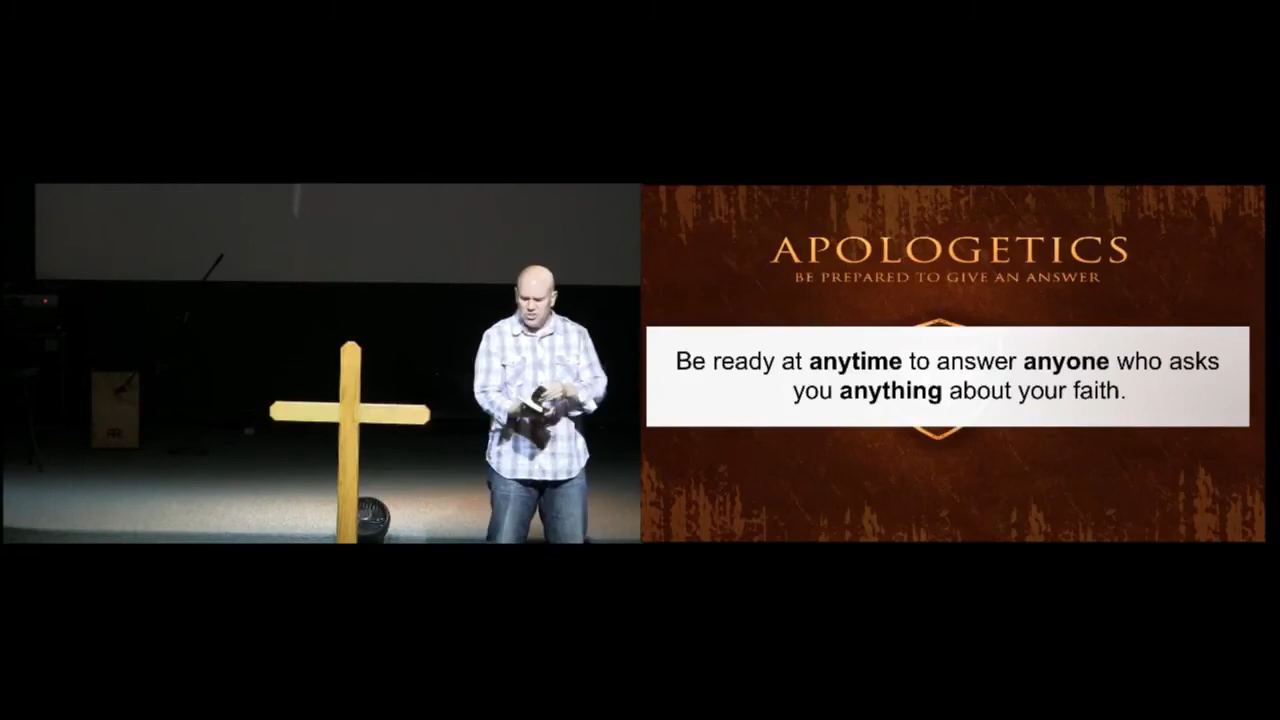 APOLOGETICS
BE PREPARED TO GIVE AN ANSWER
Be ready at anytime to answer anyone who asks
you anything about your faith.